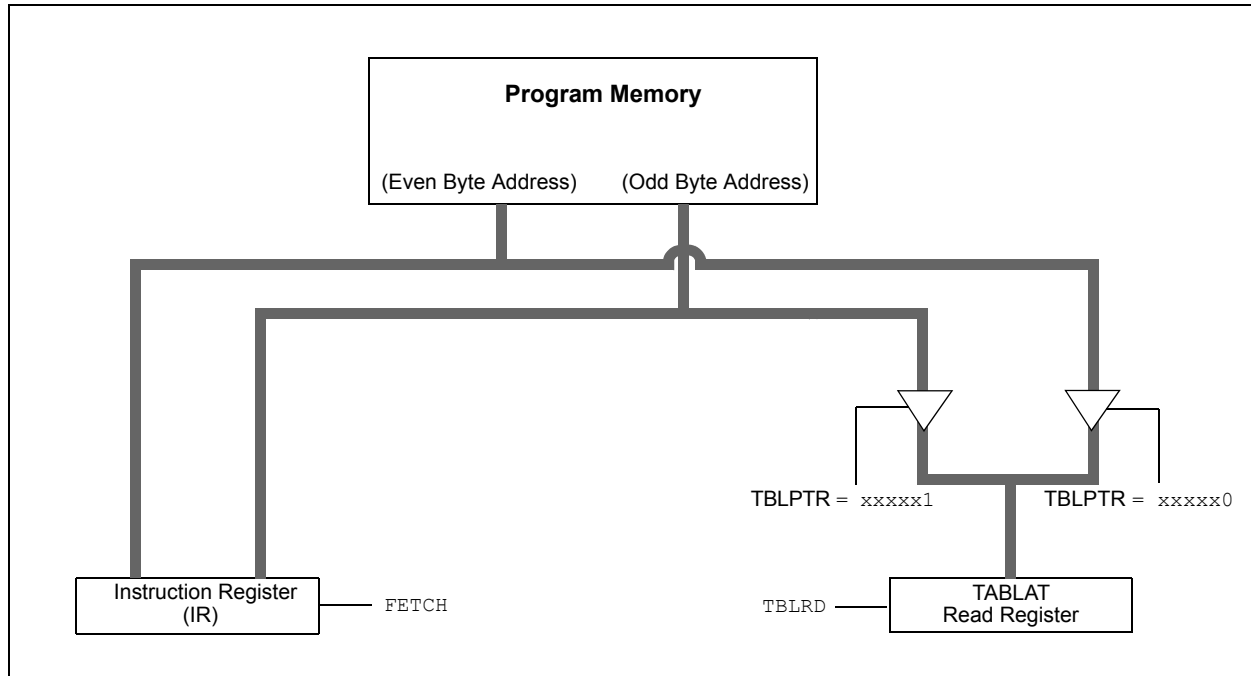 Program Memory
(Even Byte Address) (Odd Byte Address)
TBLPTR = xxxxx1
TBLPTR = xxxxx0
Instruction Register
(IR)
FETCH
TBLRD
TABLAT
Read Register